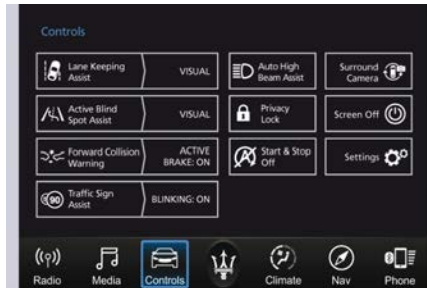 Controls
Lane Keeping
Assist
VISUAL
Auto High
Beam Assist
Surround
Camera
Active Blind
Spot Assist
VISUAL
Privacy
Lock
Screen Off
Forward Collision
Warning
ACTIVE
BRAKE: ON
Start & Stop
Off
Settings
90
Traffic Sign
Assist
BLINKING: ON
Radio
Media
Controls
Climate
Nav
Phone